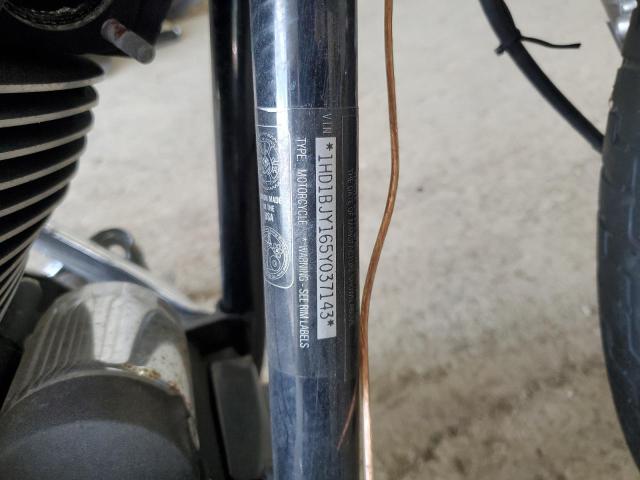 VIN
*1HD1BJY165Y037143*
TYPE: MOTORCYCLE * WARNING - SEE RIM LABELS
MADE
IN THE
USA